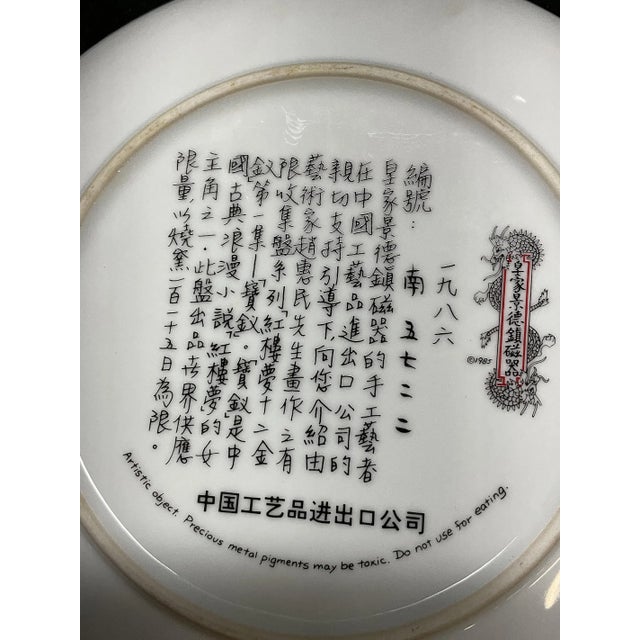 皇家景德鎮磁器
©1985
編號：
一九八六
南 五七二二
皇家景德鎮磁器的手工藝者
在中國工藝品進出口公司的
親切支持引導下，向您介紹由
藝術家趙惠民先生畫作之有
限收集盤系列「紅樓夢十二金
釵」第一集—「寶釵」。「寶釵」是中
國古典浪漫小說「紅樓夢」的女
主角之一。此盤出品世界供應
限量，以燒窯一百一十五日為限。
中国工艺品进出口公司
Artistic object. Precious metal pigments may be toxic. Do not use for eating.